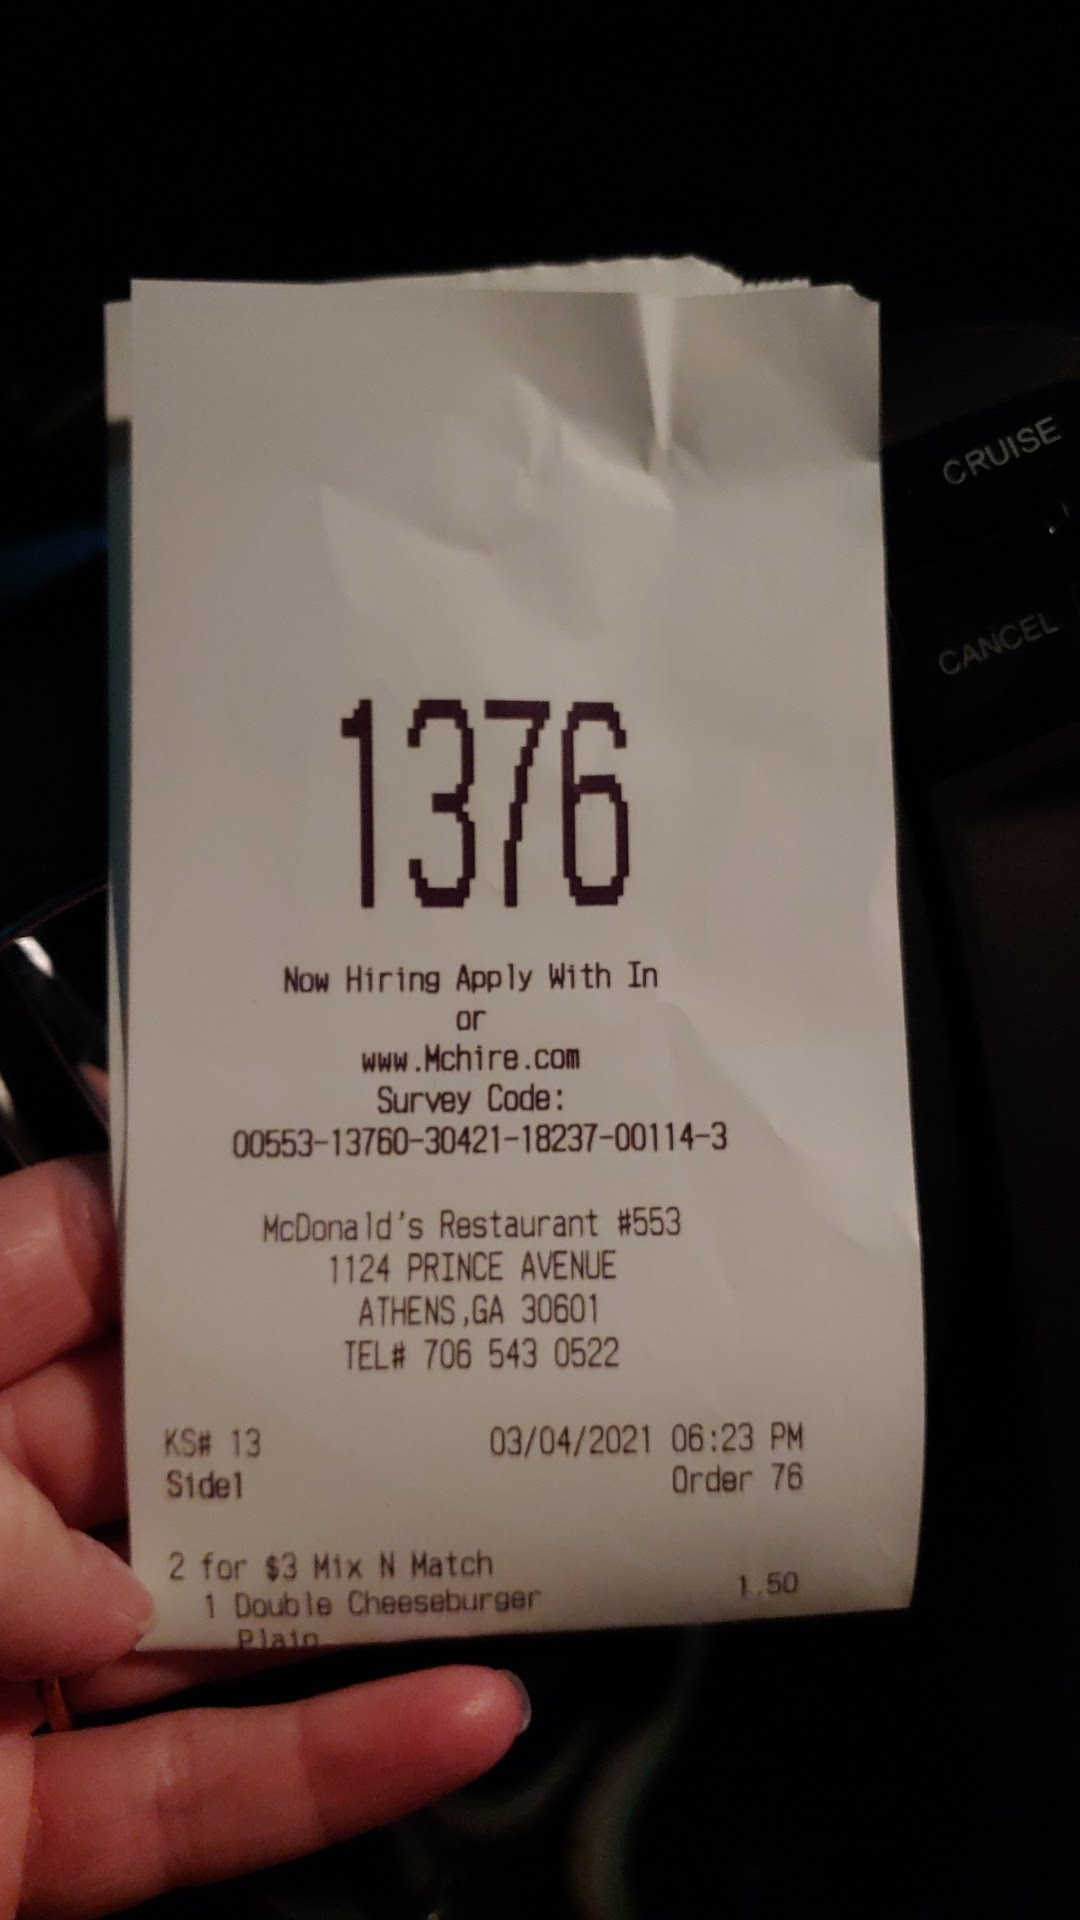 CRUISE
CANCEL
1376
Now Hiring Apply With In
or
www.Mchire.com
Survey Code:
00553-13760-30421-18237-00114-3
McDonald's Restaurant #553
1124 PRINCE AVENUE
ATHENS,GA 30601
TEL# 706 543 0522
KS# 13 03/04/2021 06:23 PM
Side1 Order 76
2 for $3 Mix N Match
1 Double Cheeseburger 1.50
Plain